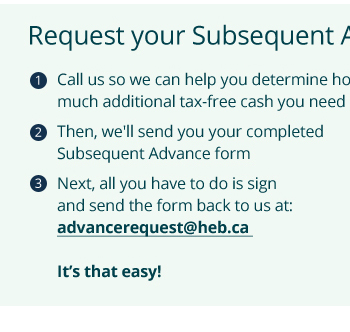 Request your Subsequent A
1 Call us so we can help you determine ho
much additional tax-free cash you need
2 Then, we'll send you your completed
Subsequent Advance form
3 Next, all you have to do is sign
and send the form back to us at:
advancerequest@heb.ca
It’s that easy!